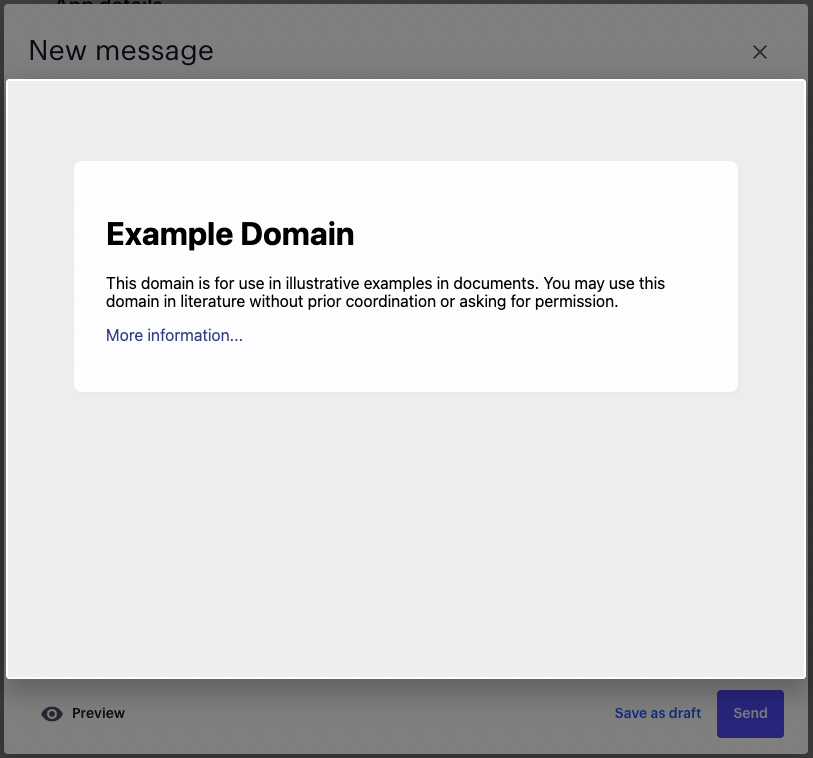 App details
New message
Example Domain
This domain is for use in illustrative examples in documents. You may use this
domain in literature without prior coordination or asking for permission.
More information...
Preview
Save as draft
Send